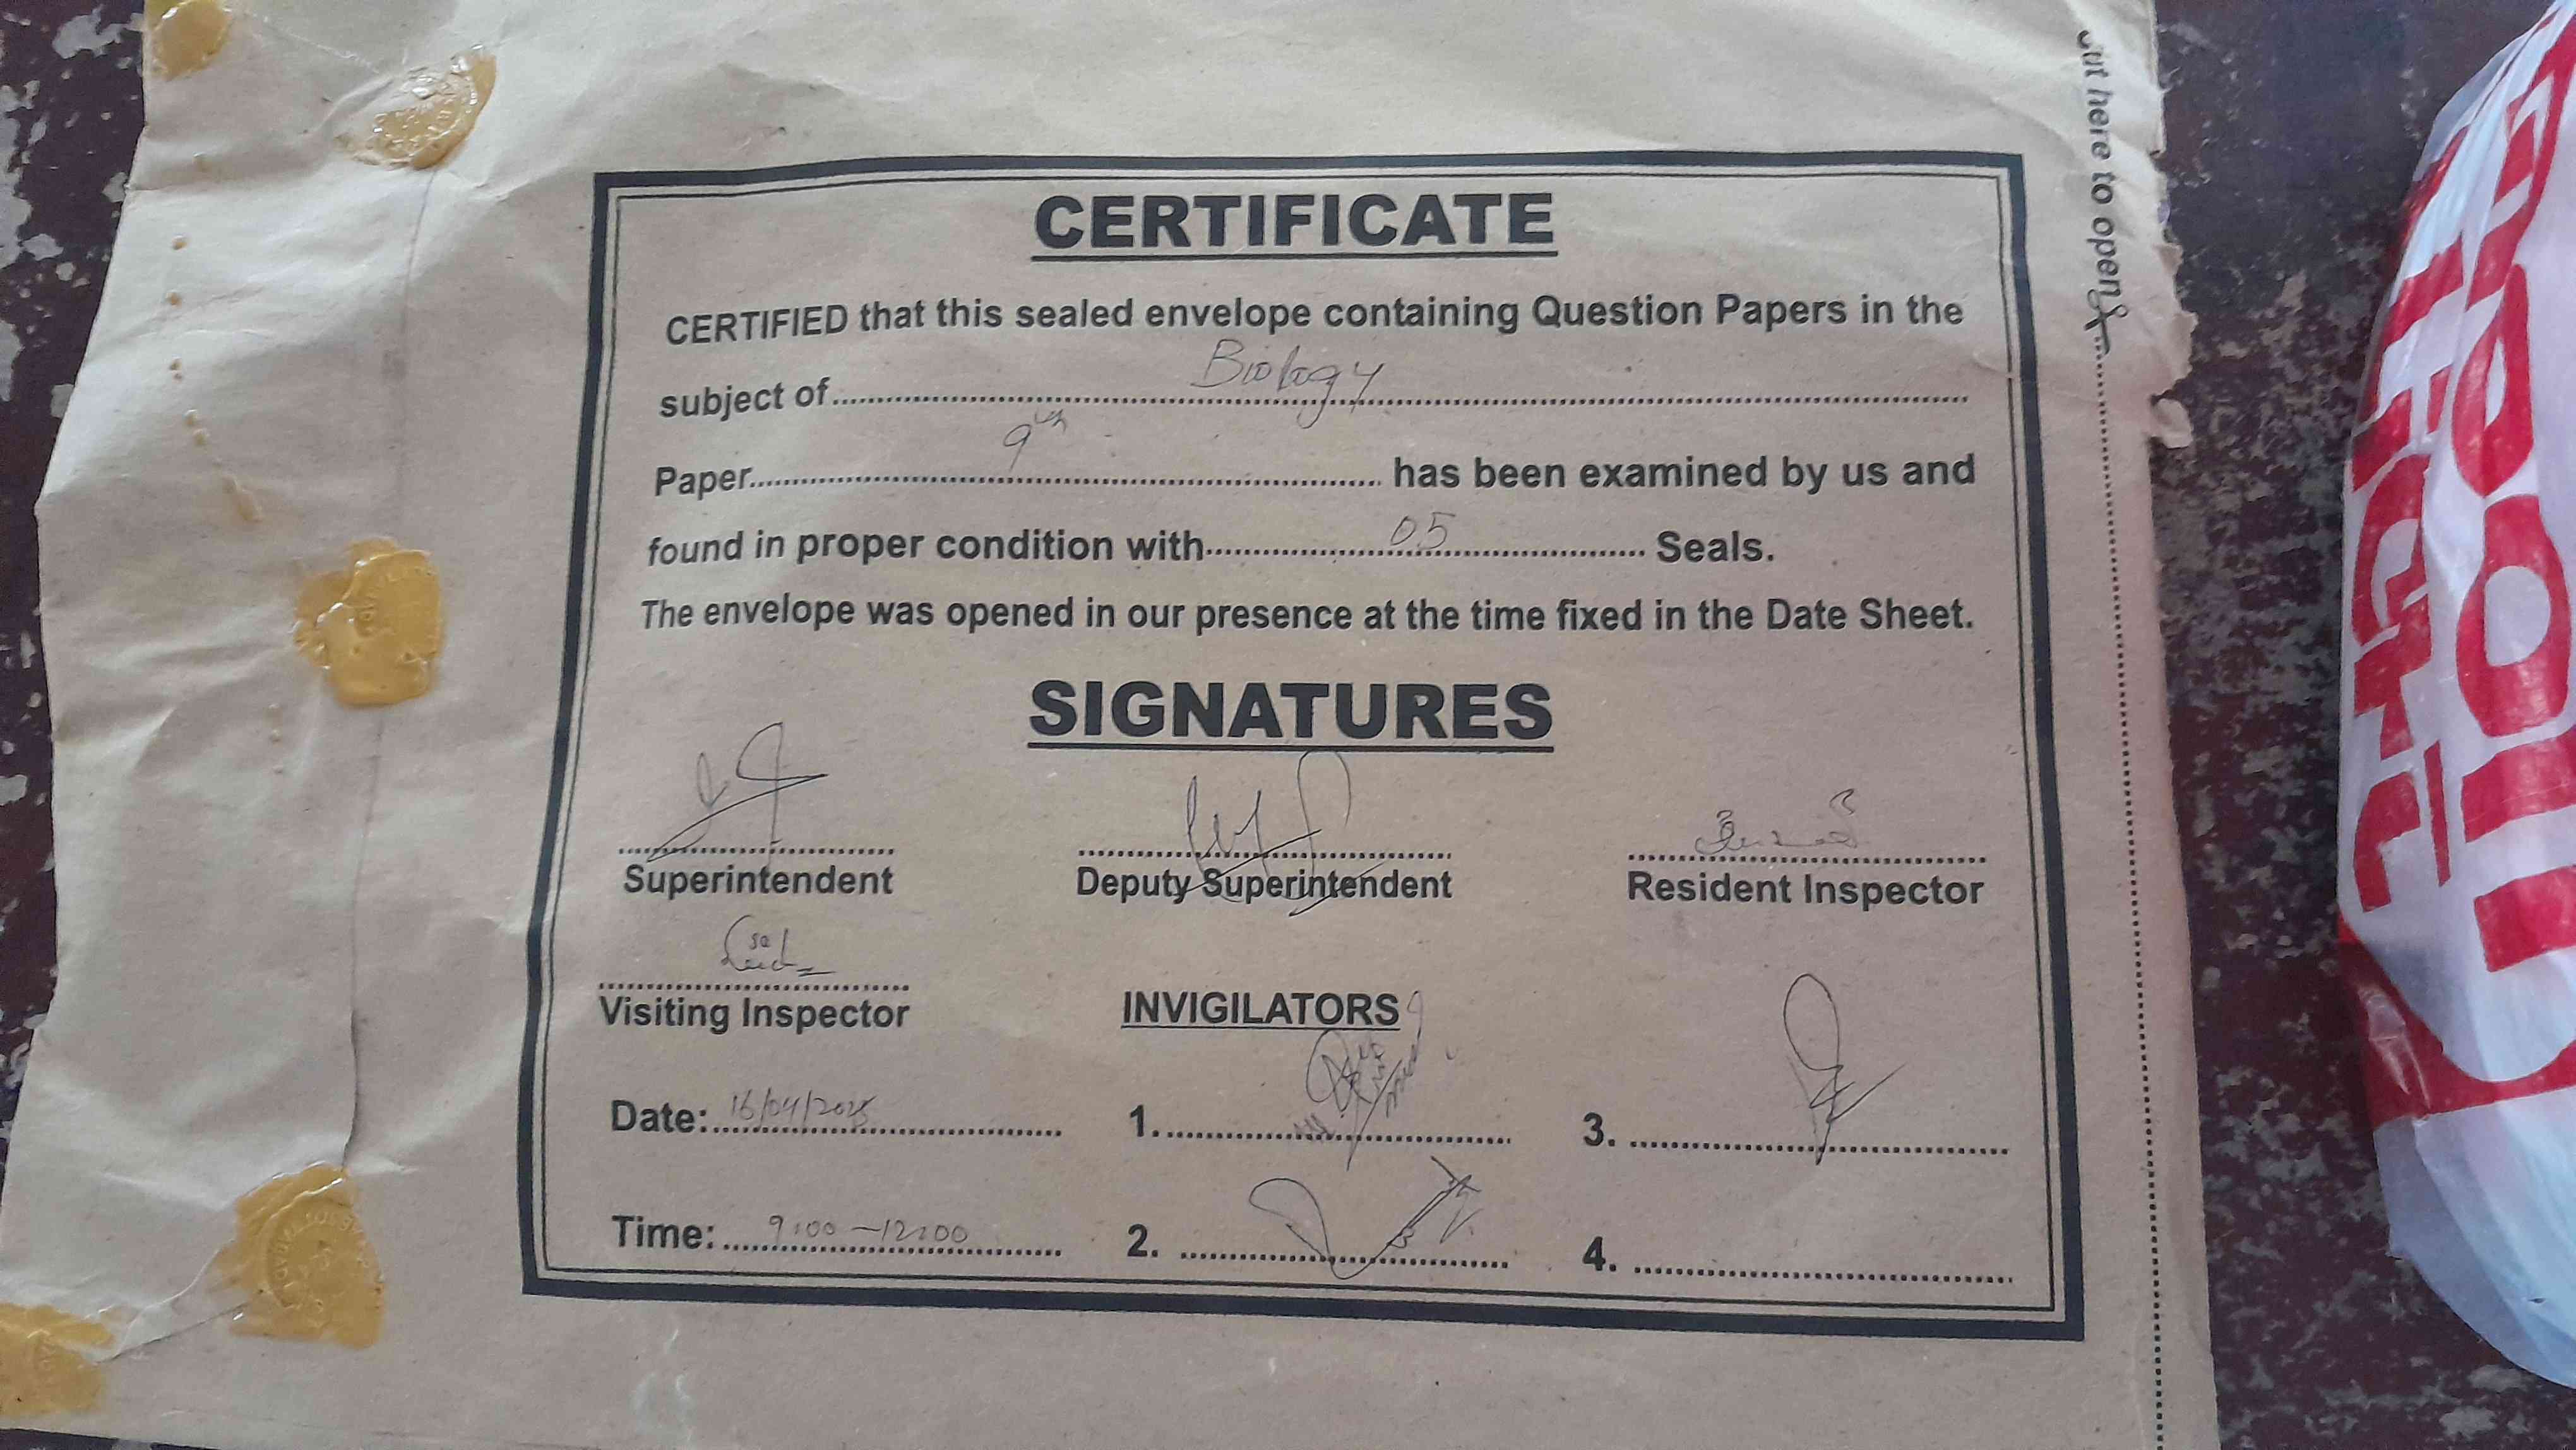 Cut here to open
CERTIFICATE
CERTIFIED that this sealed envelope containing Question Papers in the
subject of Biology
Paper 9th has been examined by us and
found in proper condition with 05 Seals.
The envelope was opened in our presence at the time fixed in the Date Sheet.
SIGNATURES
Superintendent Deputy Superintendent Resident Inspector
Visiting Inspector INVIGILATORS
Date: 16/04/2025 1. 3.
Time: 9:00 - 12:00 2. 4.